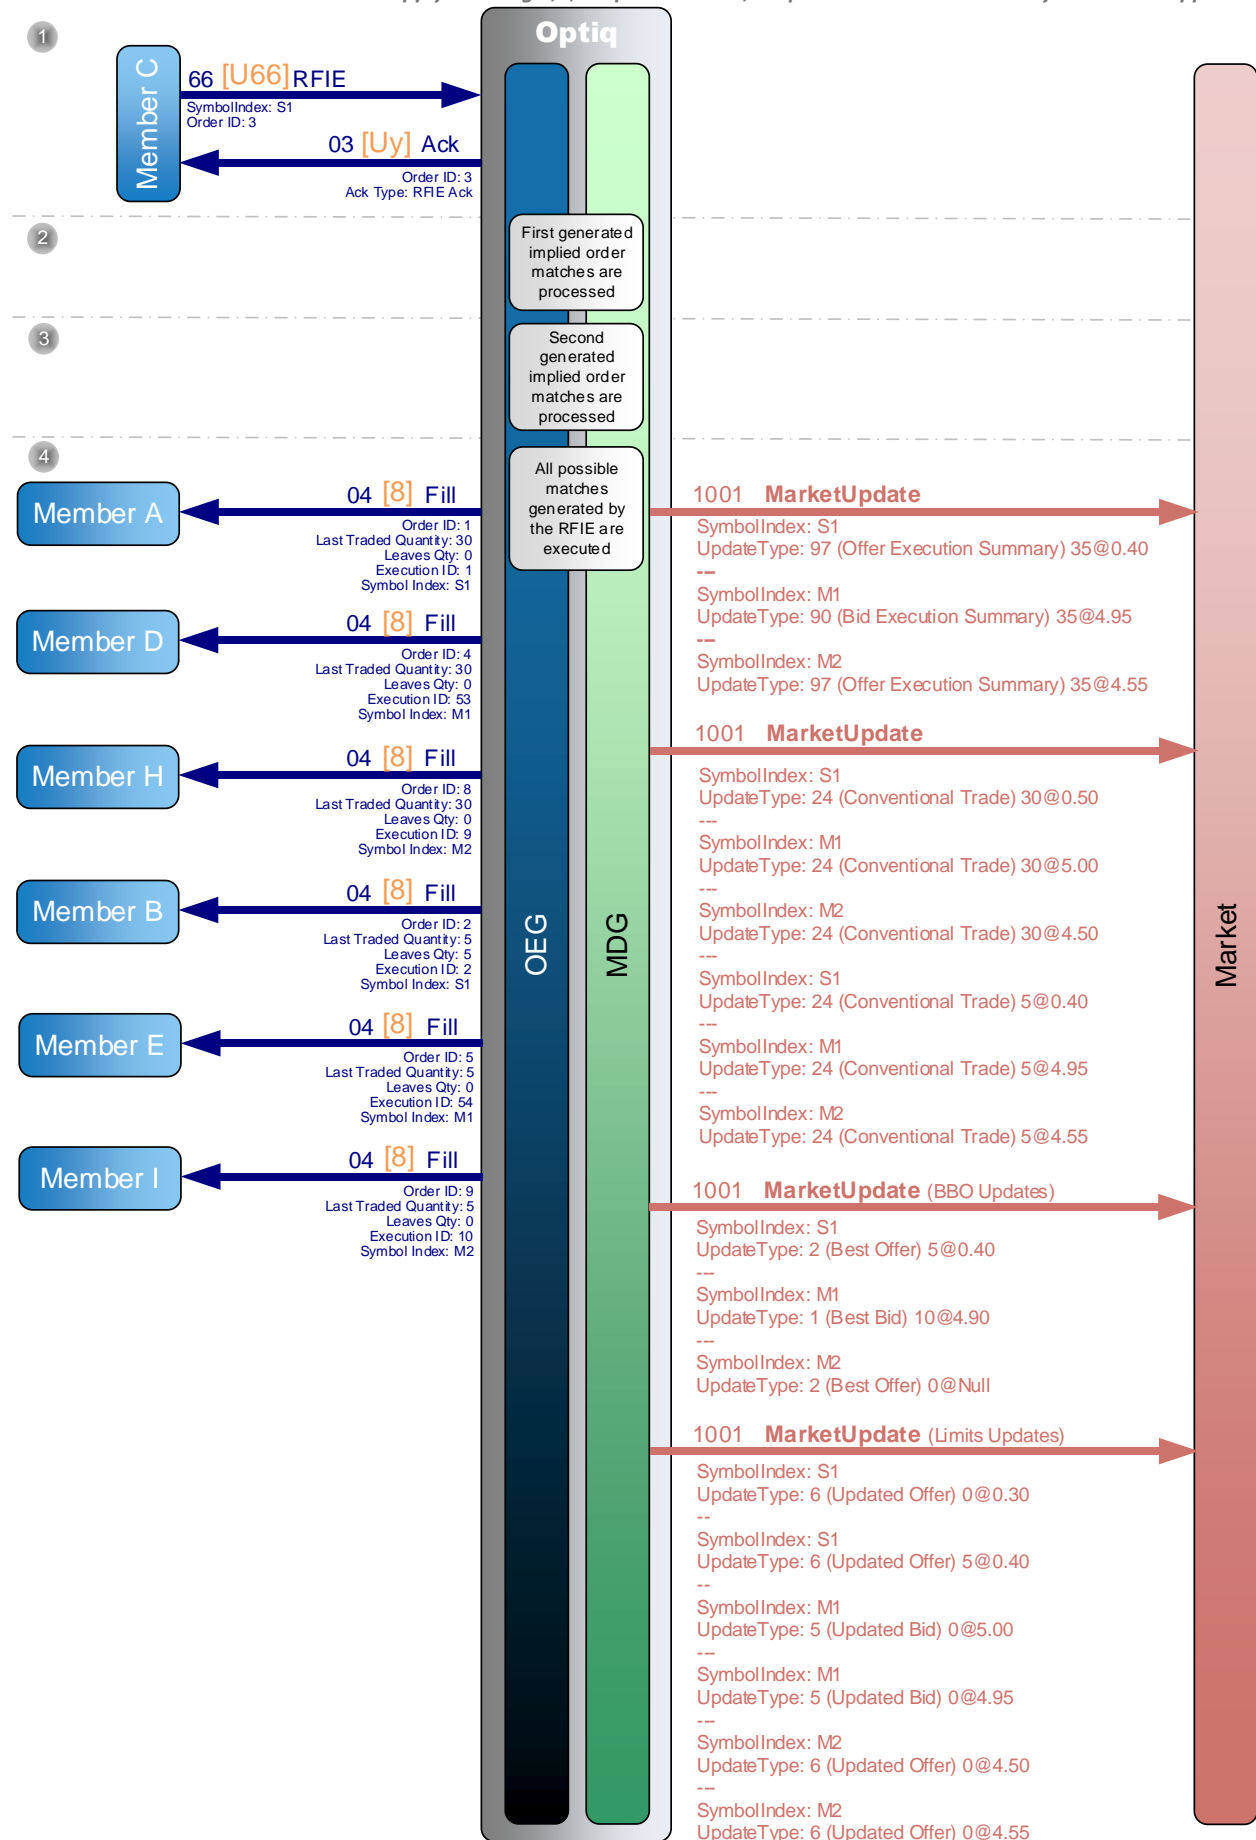 Optiq
1
Member C
66 [U66] RFIE
SymbolIndex: S1
Order ID: 3
03 [Uy] Ack
Order ID: 3
Ack Type: RFIE Ack
2
First generated
implied order
matches are
processed
3
Second
generated
implied order
matches are
processed
4
All possible
matches
generated by
the RFIE are
executed
OEG
MDG
Market
Member A
04 [8] Fill
Order ID: 1
Last Traded Quantity: 30
Leaves Qty: 0
Execution ID: 1
Symbol Index: S1
Member D
04 [8] Fill
Order ID: 4
Last Traded Quantity: 30
Leaves Qty: 0
Execution ID: 53
Symbol Index: M1
Member H
04 [8] Fill
Order ID: 8
Last Traded Quantity: 30
Leaves Qty: 0
Execution ID: 9
Symbol Index: M2
Member B
04 [8] Fill
Order ID: 2
Last Traded Quantity: 5
Leaves Qty: 5
Execution ID: 2
Symbol Index: S1
Member E
04 [8] Fill
Order ID: 5
Last Traded Quantity: 5
Leaves Qty: 0
Execution ID: 54
Symbol Index: M1
Member I
04 [8] Fill
Order ID: 9
Last Traded Quantity: 5
Leaves Qty: 0
Execution ID: 10
Symbol Index: M2
1001 MarketUpdate
SymbolIndex: S1
UpdateType: 97 (Offer Execution Summary) 35@0.40
---
SymbolIndex: M1
UpdateType: 90 (Bid Execution Summary) 35@4.95
---
SymbolIndex: M2
UpdateType: 97 (Offer Execution Summary) 35@4.55
1001 MarketUpdate
SymbolIndex: S1
UpdateType: 24 (Conventional Trade) 30@0.50
---
SymbolIndex: M1
UpdateType: 24 (Conventional Trade) 30@5.00
---
SymbolIndex: M2
UpdateType: 24 (Conventional Trade) 30@4.50
---
SymbolIndex: S1
UpdateType: 24 (Conventional Trade) 5@0.40
---
SymbolIndex: M1
UpdateType: 24 (Conventional Trade) 5@4.95
---
SymbolIndex: M2
UpdateType: 24 (Conventional Trade) 5@4.55
1001 MarketUpdate (BBO Updates)
SymbolIndex: S1
UpdateType: 2 (Best Offer) 5@0.40
---
SymbolIndex: M1
UpdateType: 1 (Best Bid) 10@4.90
---
SymbolIndex: M2
UpdateType: 2 (Best Offer) 0@Null
1001 MarketUpdate (Limits Updates)
SymbolIndex: S1
UpdateType: 6 (Updated Offer) 0@0.30
--
SymbolIndex: S1
UpdateType: 6 (Updated Offer) 5@0.40
--
SymbolIndex: M1
UpdateType: 5 (Updated Bid) 0@5.00
---
SymbolIndex: M1
UpdateType: 5 (Updated Bid) 0@4.95
---
SymbolIndex: M2
UpdateType: 6 (Updated Offer) 0@4.50
---
SymbolIndex: M2
UpdateType: 6 (Updated Offer) 0@4.55